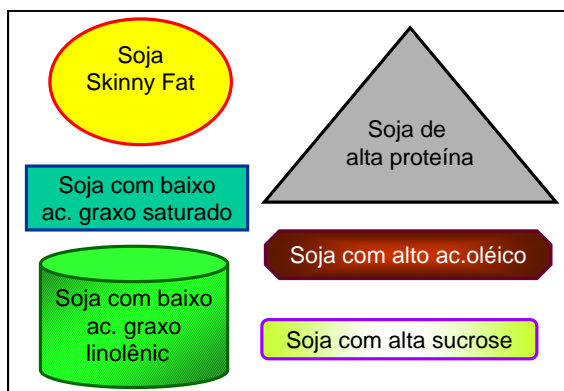 Soja
Skinny Fat
Soja de
alta proteína
Soja com baixo
ac. graxo saturado
Soja com alto ac.oléico
Soja com baixo
ac. graxo
linolênic
Soja com alta sucrose